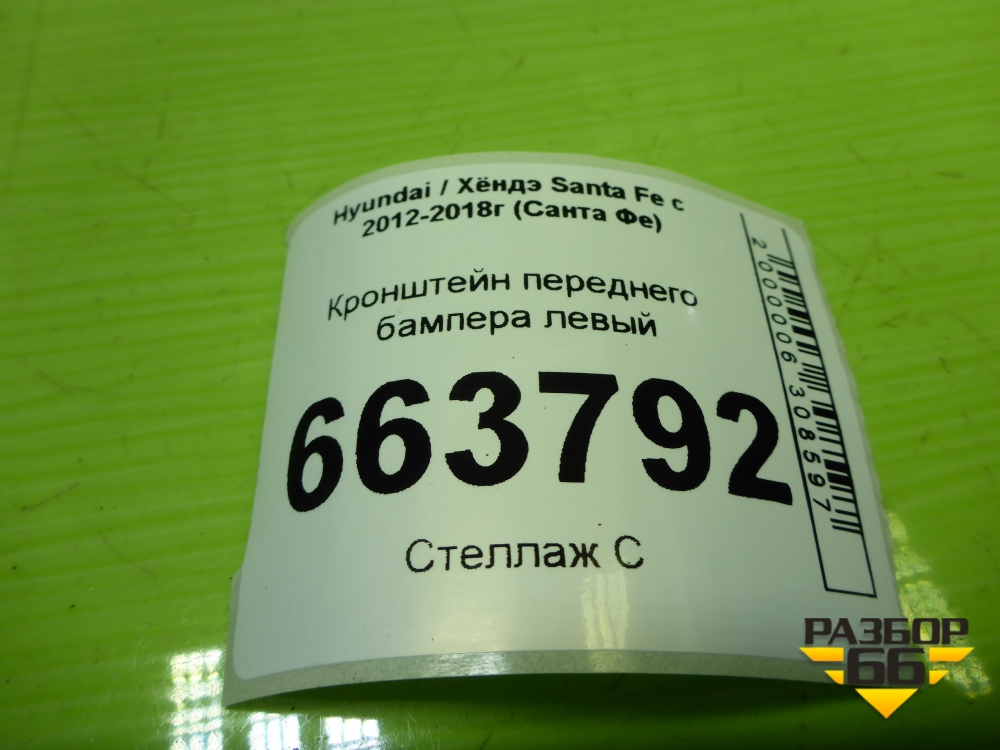 Hyundai / Хёндэ Santa Fe с
2012-2018г (Санта Фе)
Кронштейн переднего
бампера левый
663792
Стеллаж С
2000006308597
РАЗБОР
66